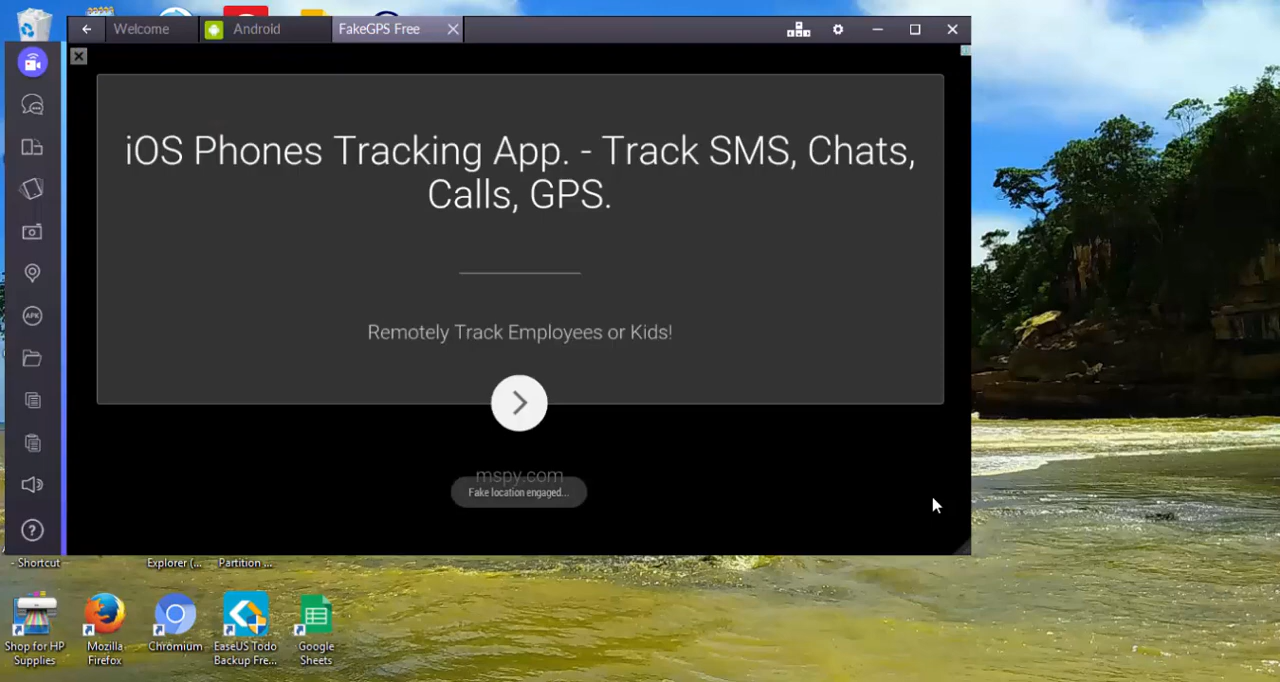 Welcome
Android
FakeGPS Free
iOS Phones Tracking App. - Track SMS, Chats,
Calls, GPS.
Remotely Track Employees or Kids!
mspy.com
Fake location engaged...
APK
- Shortcut
Explorer (...
Partition ...
Shop for HP
Supplies
Mozilla
Firefox
Chromium
EaseUS Todo
Backup Fre...
Google
Sheets